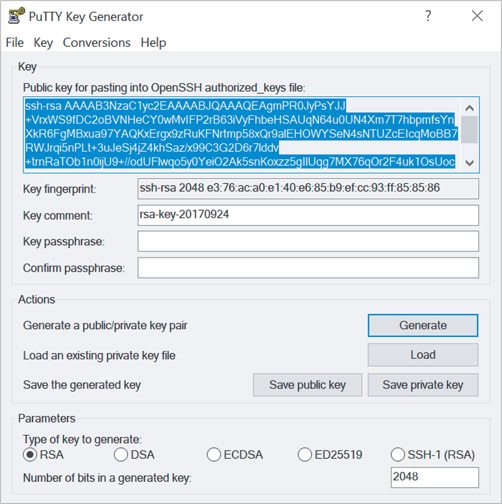 PuTTY Key Generator
? ×
File Key Conversions Help
Key
Public key for pasting into OpenSSH authorized_keys file:
ssh-rsa AAAAB3NzaC1yc2EAAAABJQAAAQEAgmPR0JyPsYJJ
+VrxWS9fDC2oBVNHeCY0wMvIFP2rB63iVyFhbeHSAUqN64u0UN4Xm7T7hbpmfsYn
XkR6FgMBxua97YAQKxErgx9zRuKFNrtmp58xQr9alEHOWYSeN4sNTUZcEIcqMoBB7
RWJrqi5nPLt+3uJeSj4jZ4khSaz/x99C3G2D6r7lddv
+trnRaTOb1n0ijU9+//odUFlwqo5y0YeiO2Ak5snKoxzz5gIlUqg7MX76qOr2F4uk1OsUoc
Key fingerprint: ssh-rsa 2048 e3:76:ac:a0:e1:40:e6:85:b9:ef:cc:93:ff:85:85:86
Key comment: rsa-key-20170924
Key passphrase:
Confirm passphrase:
Actions
Generate a public/private key pair Generate
Load an existing private key file Load
Save the generated key Save public key Save private key
Parameters
Type of key to generate:
RSA DSA ECDSA ED25519 SSH-1 (RSA)
Number of bits in a generated key: 2048